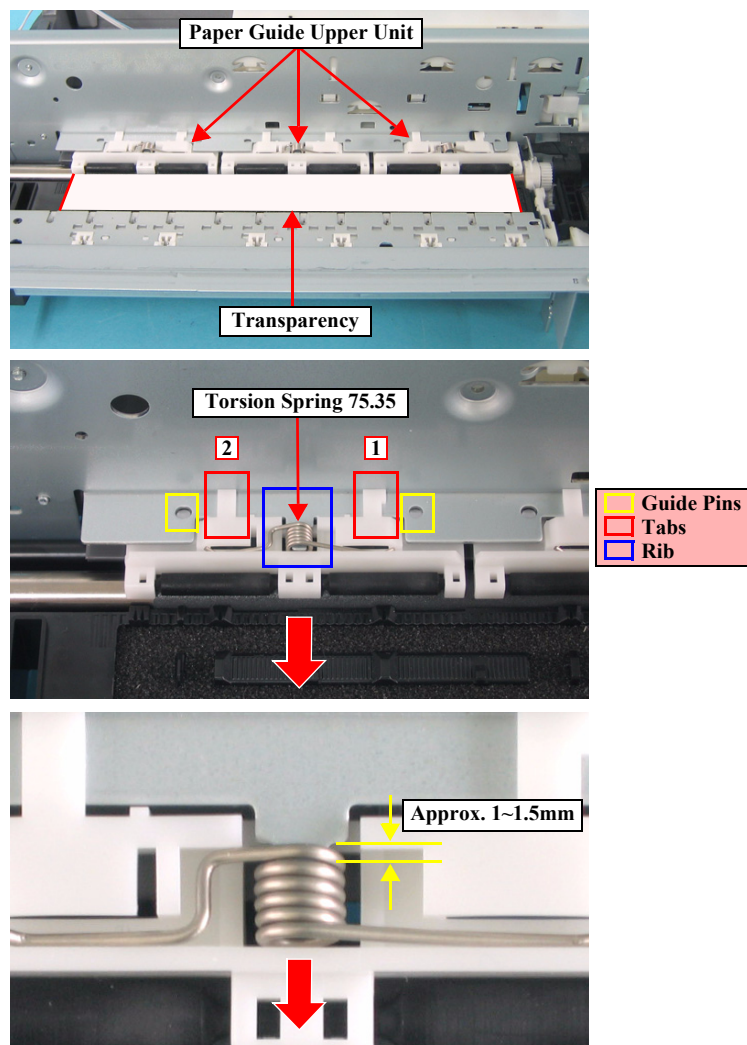 Paper Guide Upper Unit
Transparency
Torsion Spring 75.35
2
1
Guide Pins
Tabs
Rib
Approx. 1~1.5mm